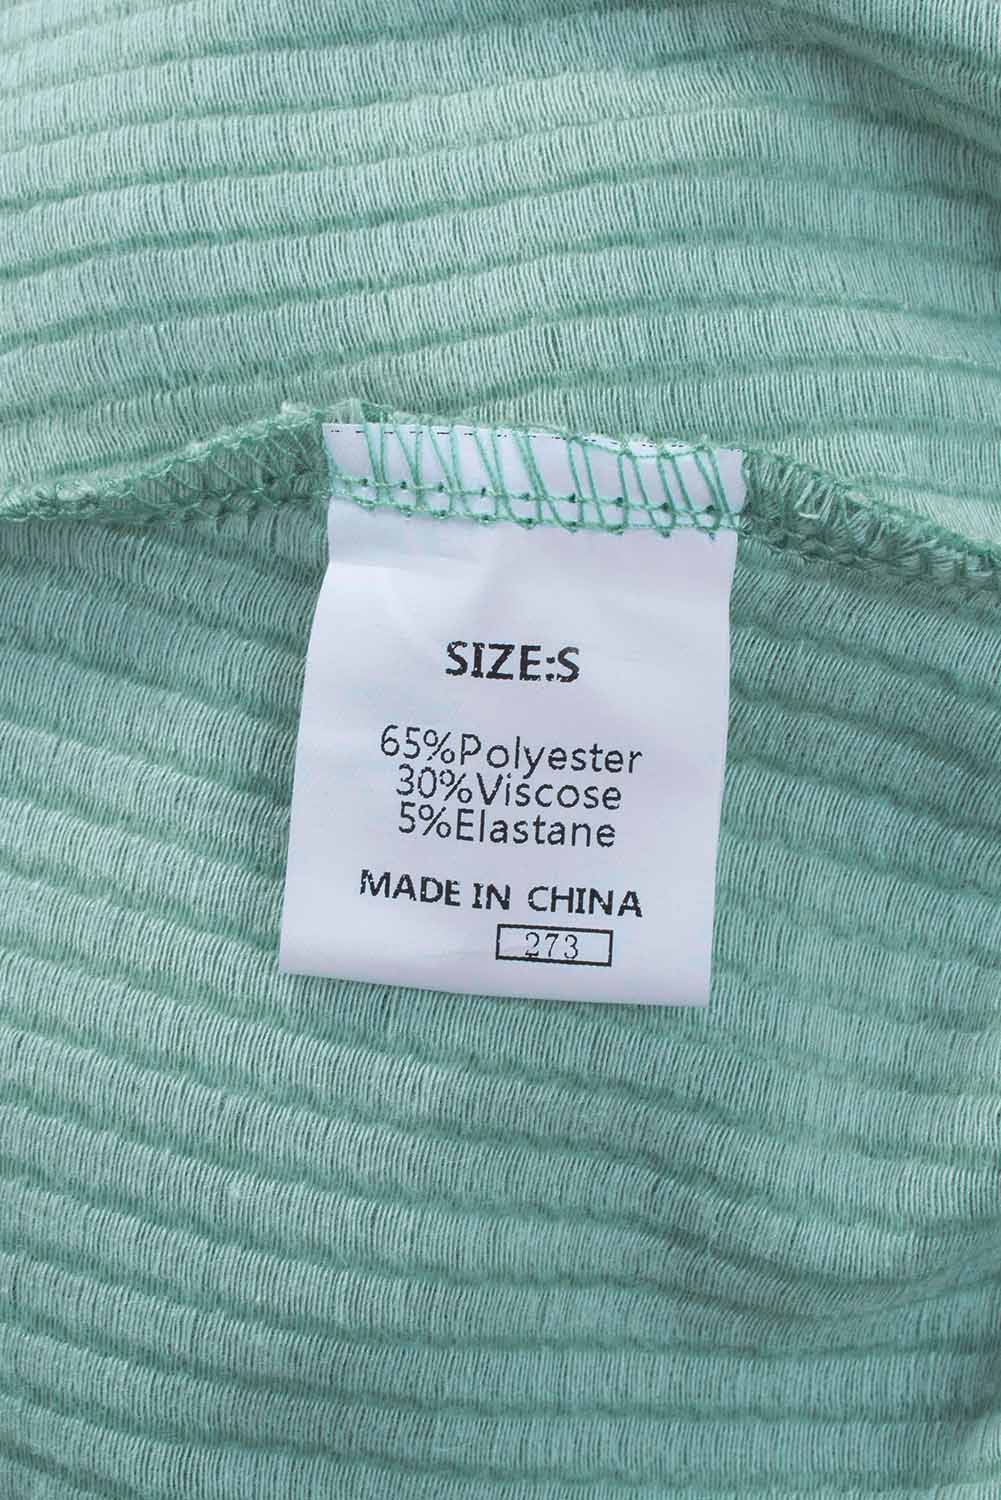 SIZE:S
65%Polyester
30%Viscose
5%Elastane
MADE IN CHINA
273